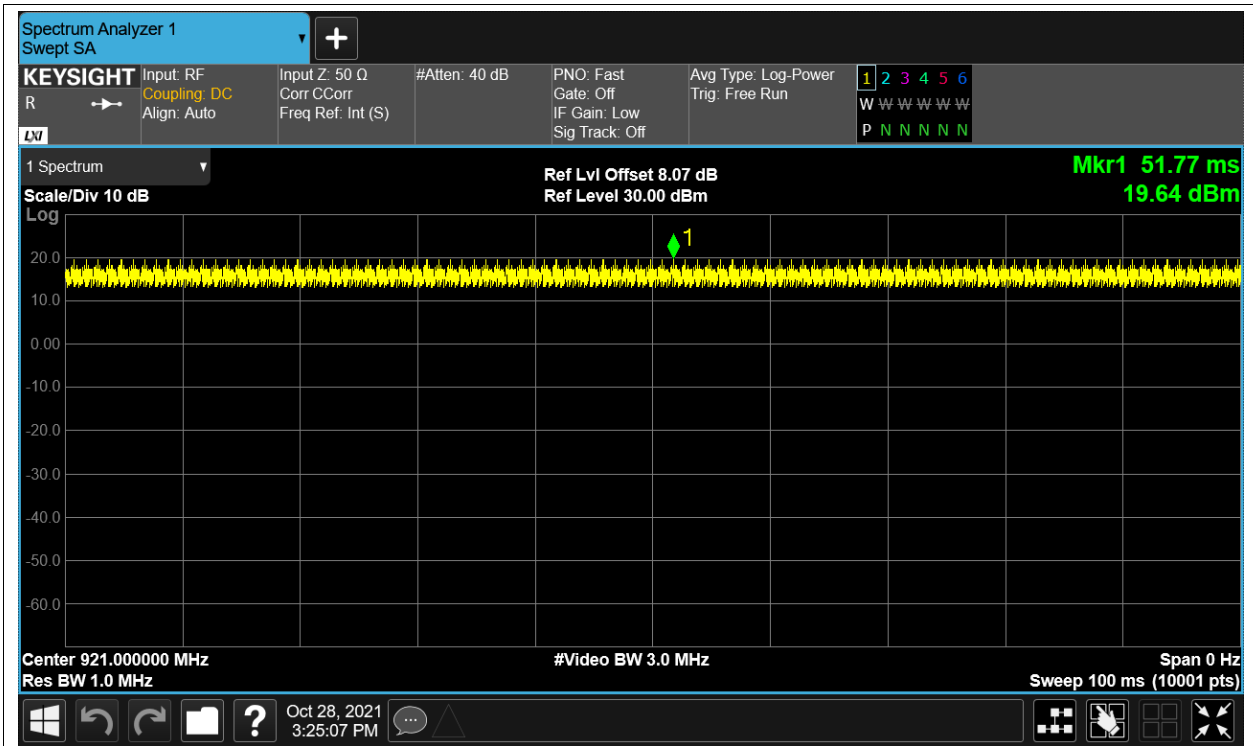 Spectrum Analyzer 1
Swept SA
KEYSIGHT
R
LXI
Input: RF
Coupling: DC
Align: Auto
Input Z: 50 Ω
Corr CCorr
Freq Ref: Int (S)
#Atten: 40 dB
PNO: Fast
Gate: Off
IF Gain: Low
Sig Track: Off
Avg Type: Log-Power
Trig: Free Run
1 2 3 4 5 6
W W W W W W
P N N N N N
1 Spectrum
Scale/Div 10 dB
Log
Ref Lvl Offset 8.07 dB
Ref Level 30.00 dBm
Mkr1 51.77 ms
19.64 dBm
1
20.0
10.0
0.00
-10.0
-20.0
-30.0
-40.0
-50.0
-60.0
Center 921.000000 MHz
Res BW 1.0 MHz
#Video BW 3.0 MHz
Span 0 Hz
Sweep 100 ms (10001 pts)
?
Oct 28, 2021
3:25:07 PM